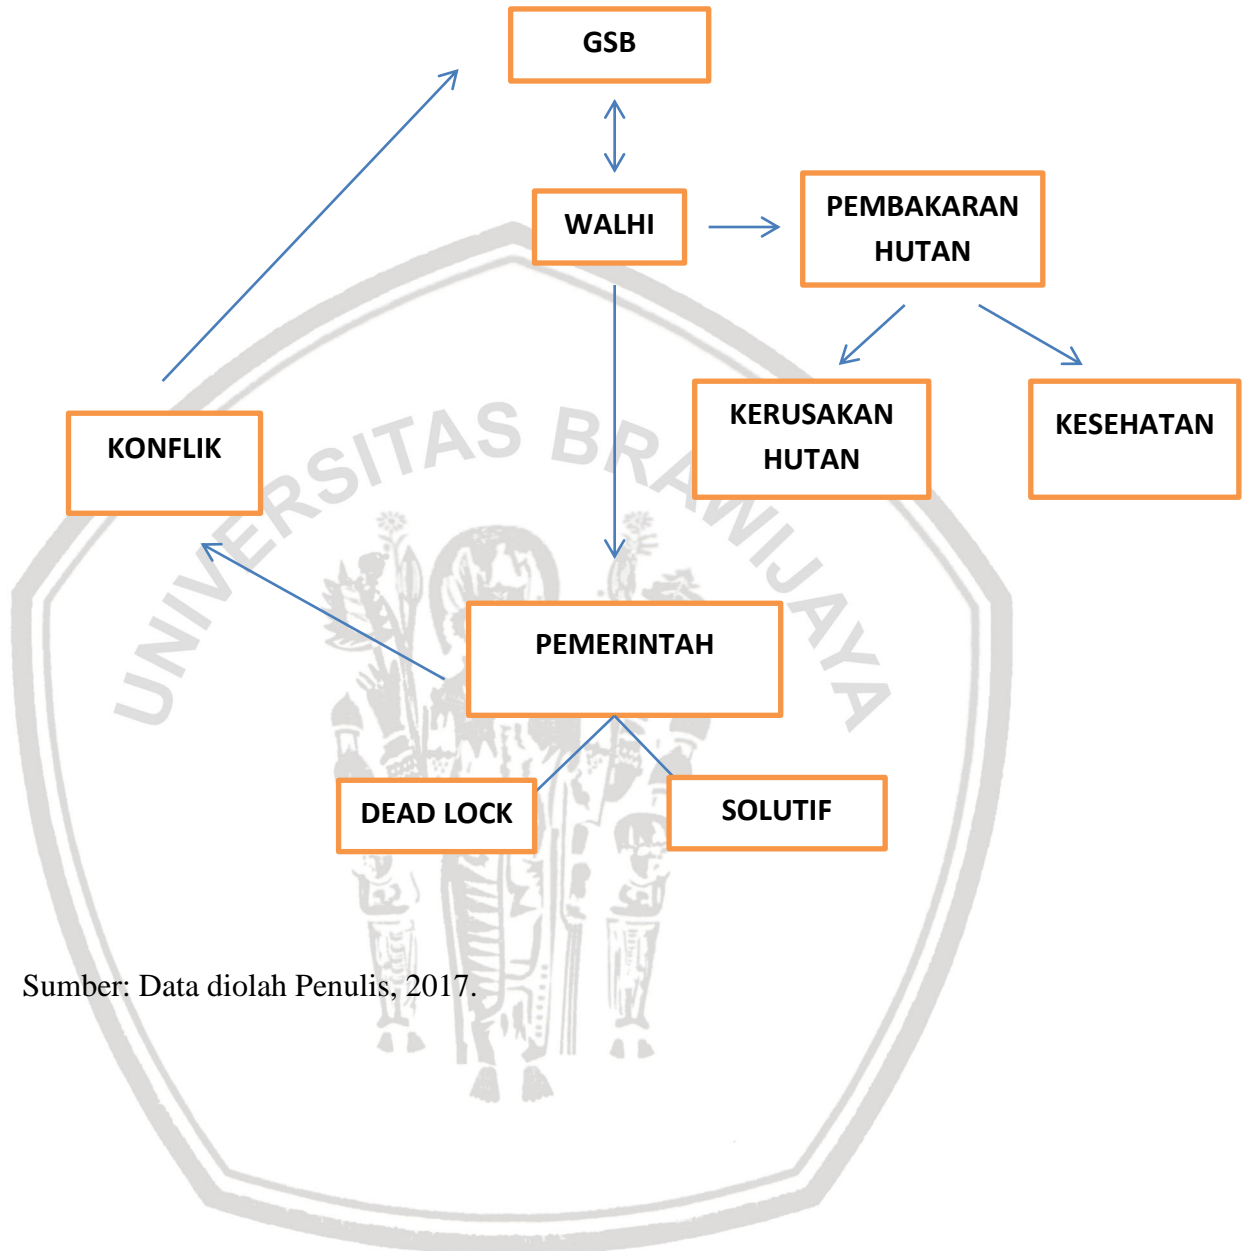 GSB
WALHI
PEMBAKARAN
HUTAN
KERUSAKAN
HUTAN
KESEHATAN
KONFLIK
UNIVERSITAS BRAWIJAYA
PEMERINTAH
DEAD LOCK
SOLUTIF
Sumber: Data diolah Penulis, 2017.